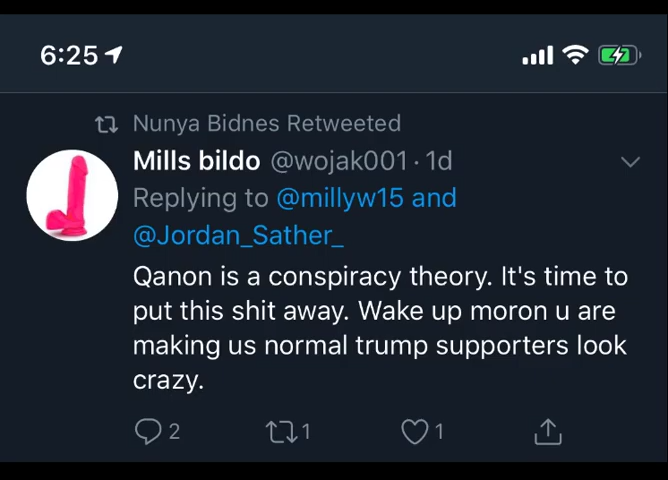 6:25
Nunya Bidnes Retweeted
Mills bildo @wojak001 · 1d
Replying to @millyw15 and
@Jordan_Sather_
Qanon is a conspiracy theory. It's time to
put this shit away. Wake up moron u are
making us normal trump supporters look
crazy.
2 1 1